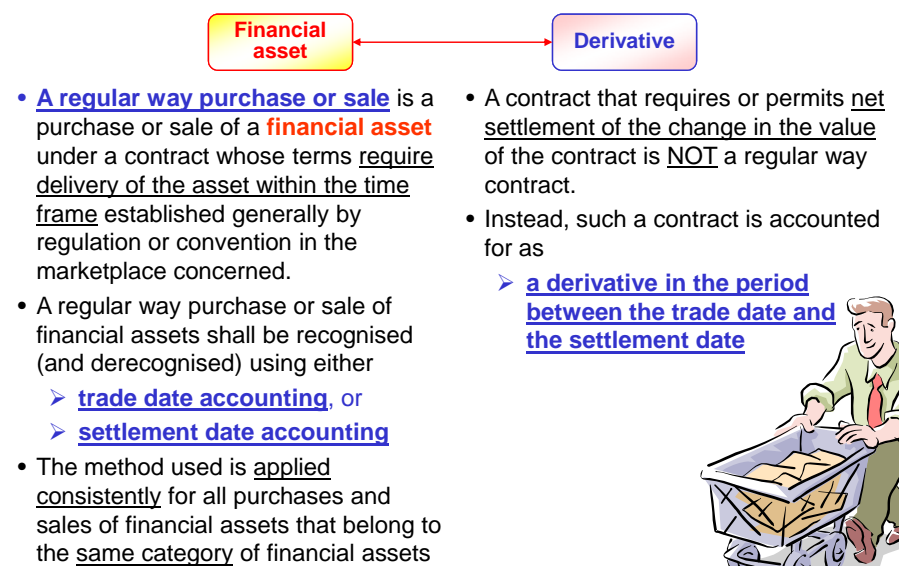 Financial
asset
Derivative
• A regular way purchase or sale is a
purchase or sale of a financial asset
under a contract whose terms require
delivery of the asset within the time
frame established generally by
regulation or convention in the
marketplace concerned.
• A regular way purchase or sale of
financial assets shall be recognised
(and derecognised) using either
➢ trade date accounting, or
➢ settlement date accounting
• The method used is applied
consistently for all purchases and
sales of financial assets that belong to
the same category of financial assets
• A contract that requires or permits net
settlement of the change in the value
of the contract is NOT a regular way
contract.
• Instead, such a contract is accounted
for as
➢ a derivative in the period
between the trade date and
the settlement date